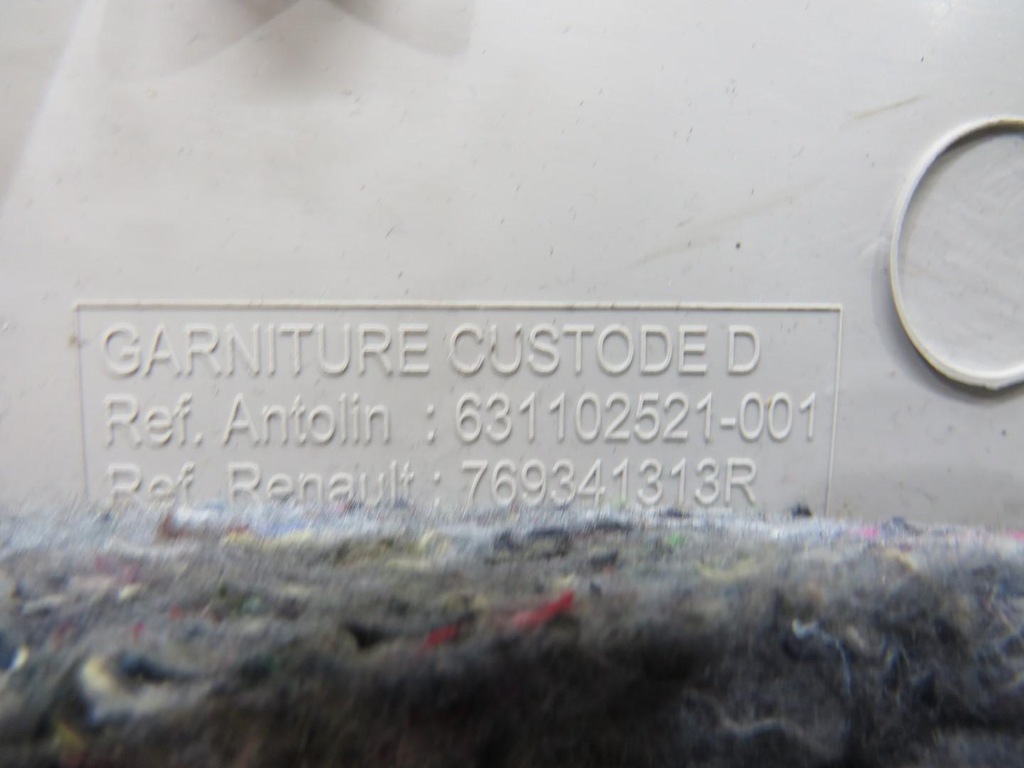 GARNITURE CUSTODE D
Ref. Antolin : 631102521-001
Ref. Renault : 769341313R